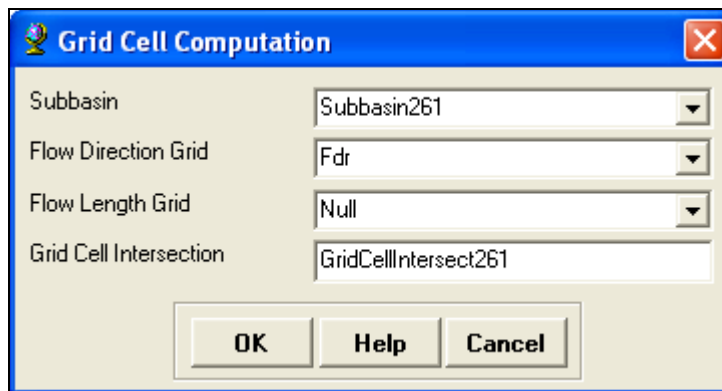 Grid Cell Computation
Subbasin Subbasin261
Flow Direction Grid Fdr
Flow Length Grid Null
Grid Cell Intersection GridCellIntersect261
OK Help Cancel